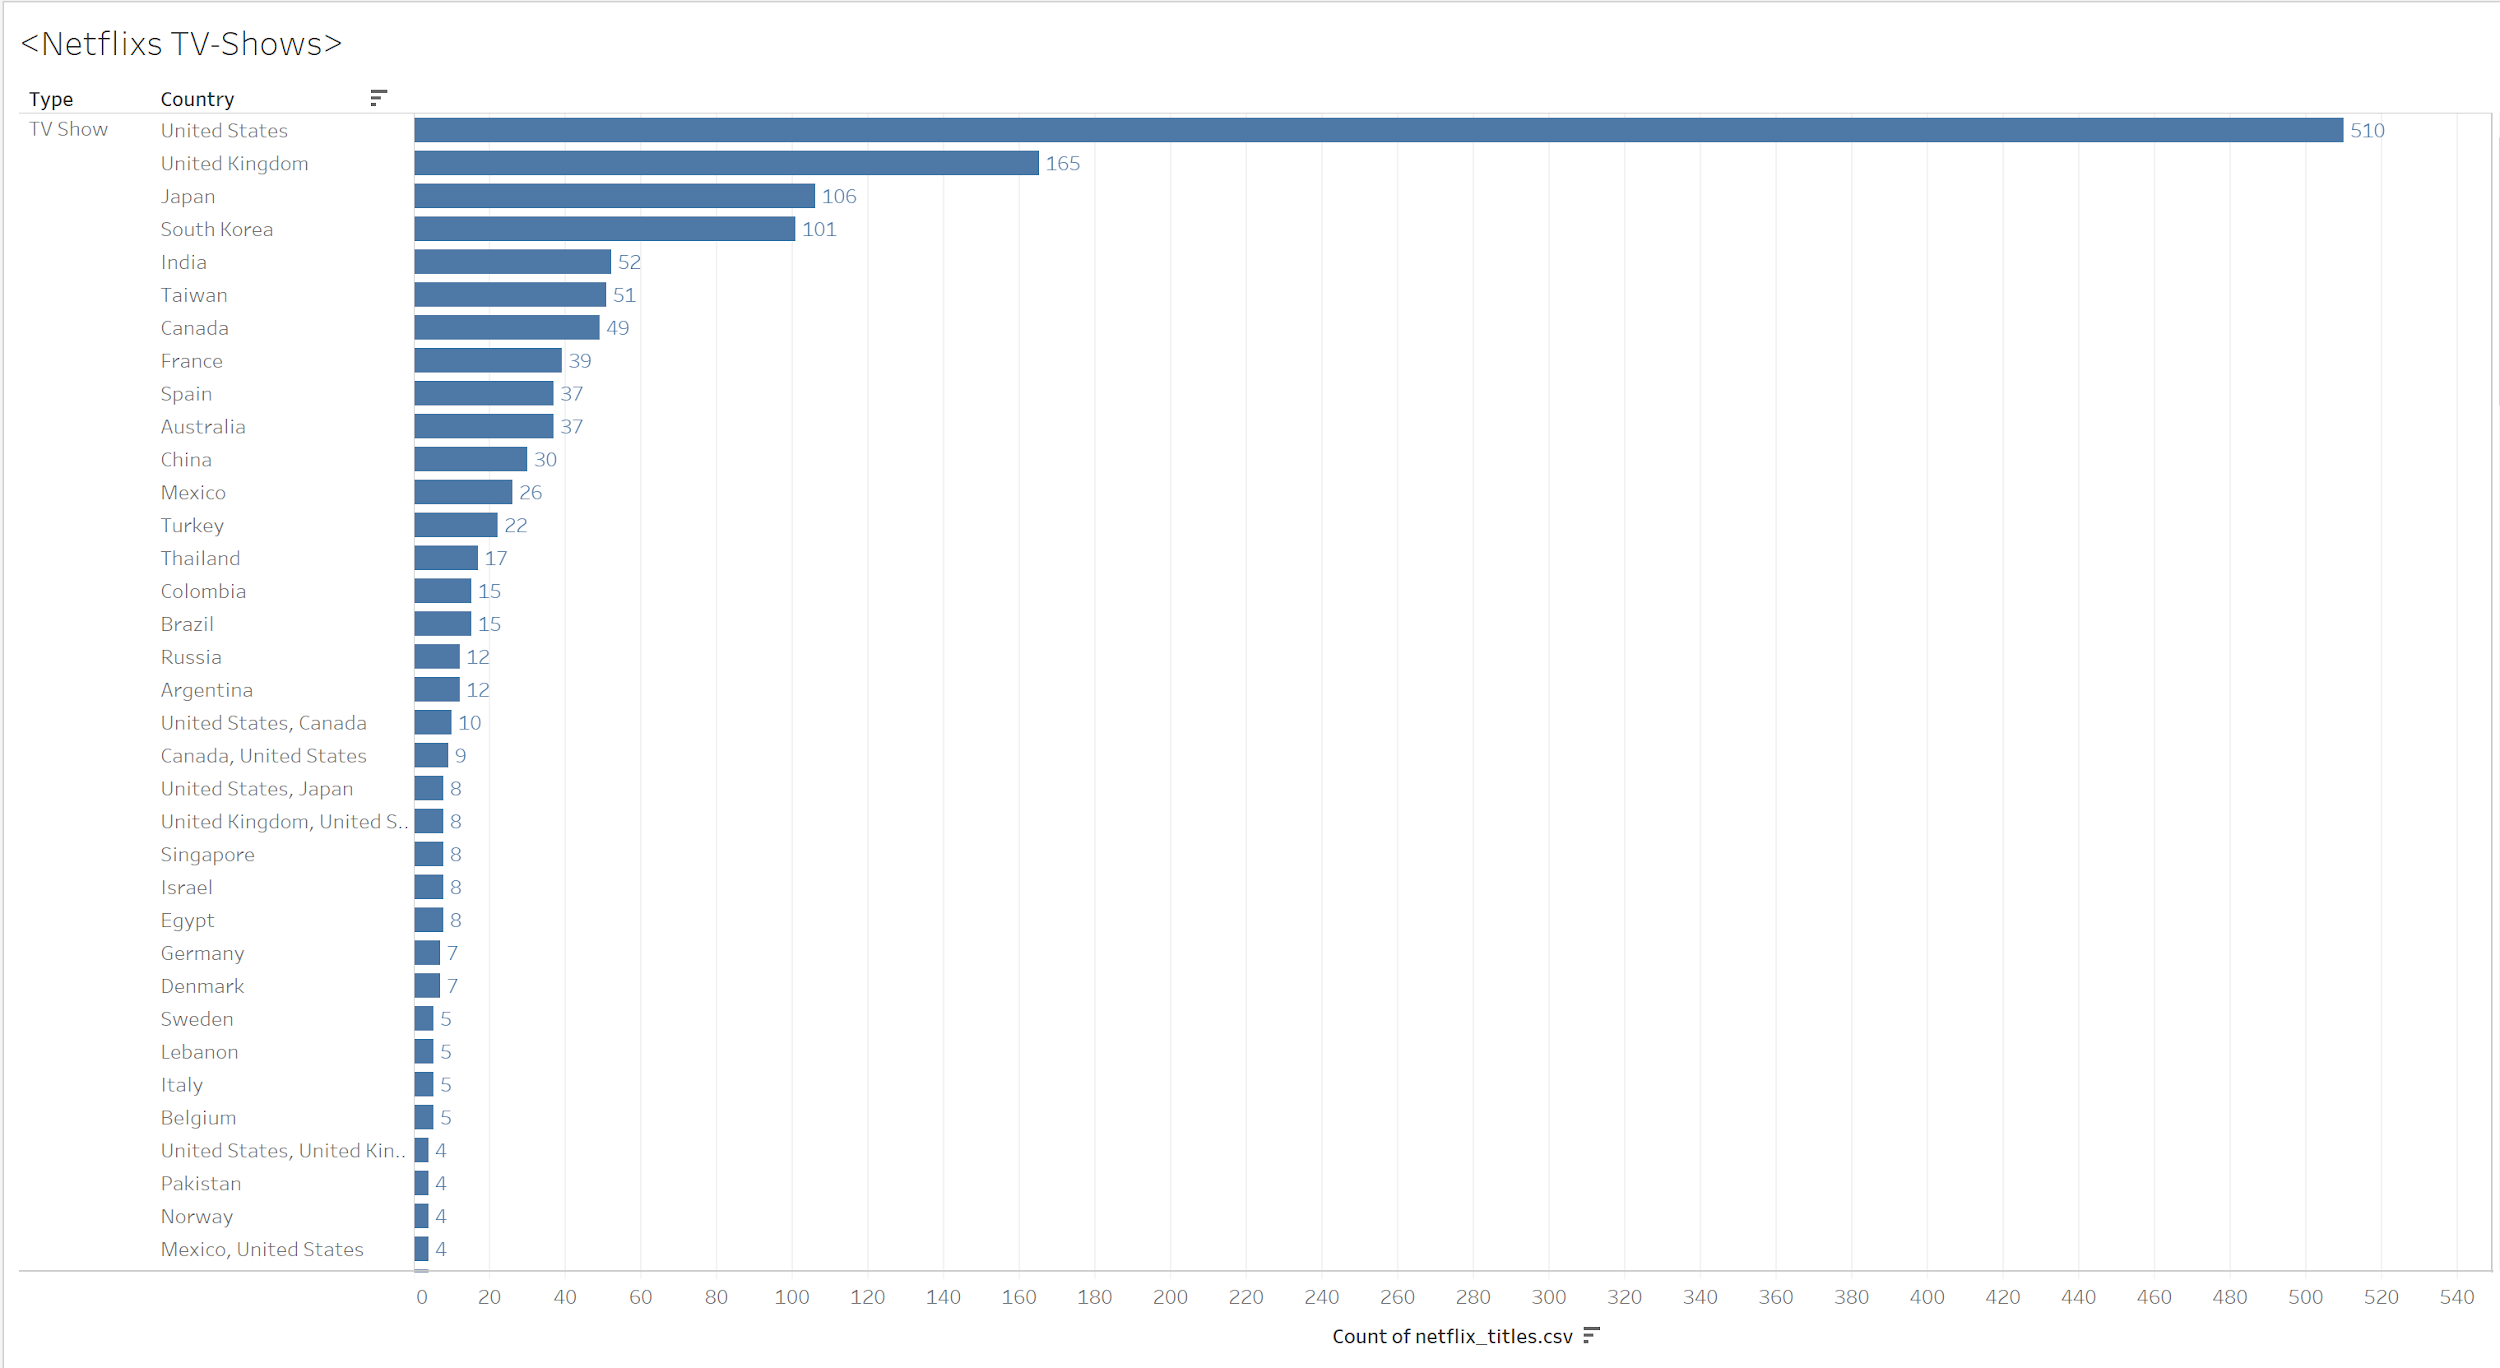 <Netflixs TV-Shows>
Type Country
TV Show United States 510
United Kingdom 165
Japan 106
South Korea 101
India 52
Taiwan 51
Canada 49
France 39
Spain 37
Australia 37
China 30
Mexico 26
Turkey 22
Thailand 17
Colombia 15
Brazil 15
Russia 12
Argentina 12
United States, Canada 10
Canada, United States 9
United States, Japan 8
United Kingdom, United S.. 8
Singapore 8
Israel 8
Egypt 8
Germany 7
Denmark 7
Sweden 5
Lebanon 5
Italy 5
Belgium 5
United States, United Kin.. 4
Pakistan 4
Norway 4
Mexico, United States 4
0 20 40 60 80 100 120 140 160 180 200 220 240 260 280 300 320 340 360 380 400 420 440 460 480 500 520 540
Count of netflix_titles.csv